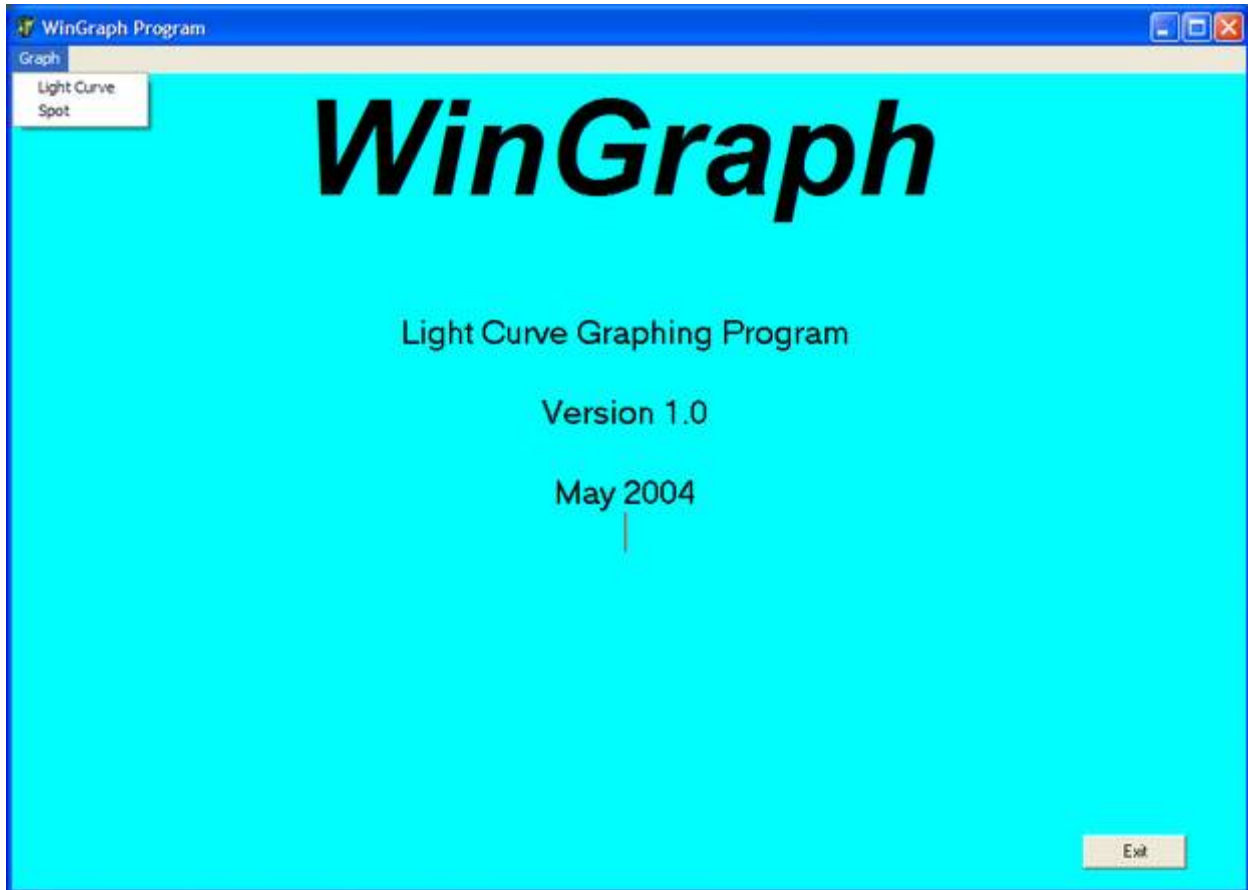 WinGraph Program
Graph
Light Curve
Spot
WinGraph
Light Curve Graphing Program
Version 1.0
May 2004
Exit